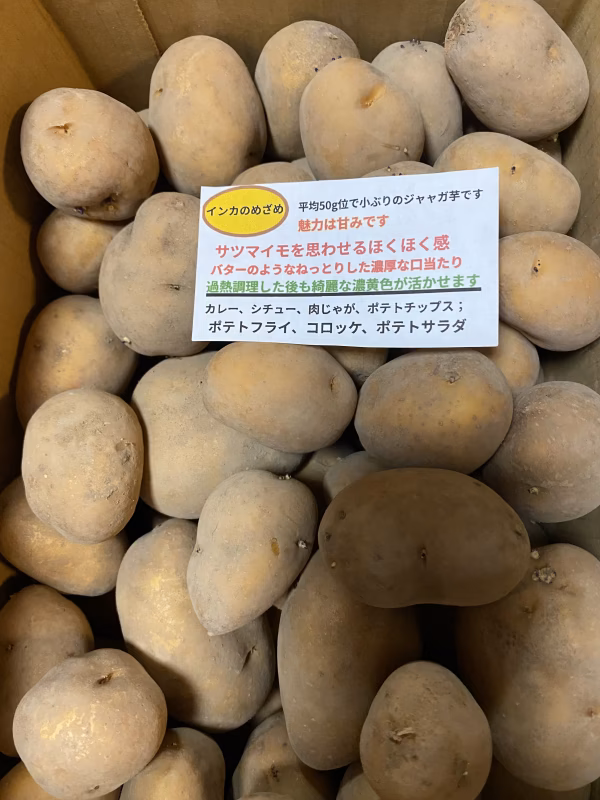 インカのめざめ
平均50g位で小ぶりのジャヤガ芋です
魅力は甘みです
サツマイモを思わせるほくほく感
バターのようなねっとりした濃厚な口当たり
過熱調理した後も綺麗な濃黄色が活かせます
カレー、シチュー、肉じゃが、ポテトチップス；
ポテトフライ、コロッケ、ポテトサラダ